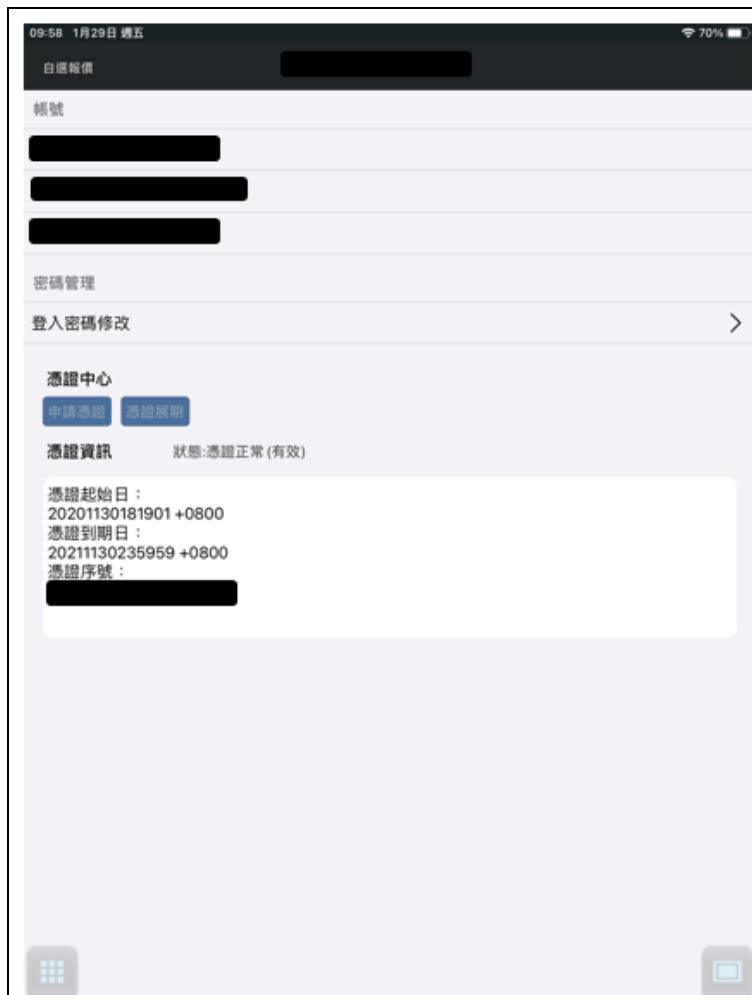 09:58 1月29日 週五
70%
自選報價
帳號
密碼管理
登入密碼修改
憑證中心
申請憑證 憑證展期
憑證資訊 狀態:憑證正常(有效)
憑證起始日：
20201130181901 +0800
憑證到期日：
20211130235959 +0800
憑證序號：